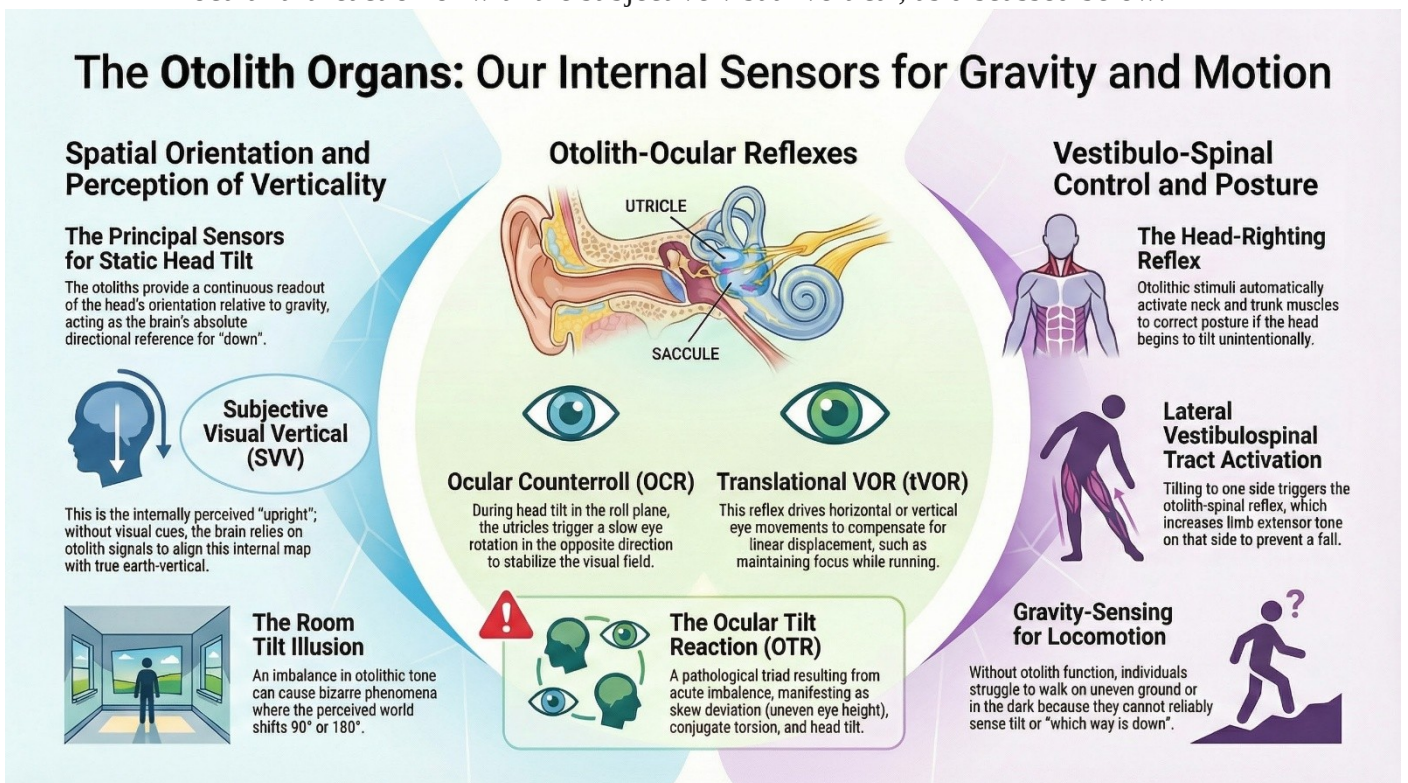 The Otolith Organs: Our Internal Sensors for Gravity and Motion
Spatial Orientation and
Perception of Verticality
The Principal Sensors
for Static Head Tilt
The otoliths provide a continuous readout
of the head's orientation relative to gravity,
acting as the brain's absolute
directional reference for "down".
Subjective
Visual Vertical
(SVV)
This is the internally perceived "upright";
without visual cues, the brain relies on
otolith signals to align this internal map
with true earth-vertical.
The Room
Tilt Illusion
An imbalance in otolithic tone
can cause bizarre phenomena
where the perceived world
shifts 90° or 180°.
Otolith-Ocular Reflexes
UTRICLE
SACCULE
Ocular Counterroll (OCR)
During head tilt in the roll plane,
the utricles trigger a slow eye
rotation in the opposite direction
to stabilize the visual field.
Translational VOR (tVOR)
This reflex drives horizontal or vertical
eye movements to compensate for
linear displacement, such as
maintaining focus while running.
!
The Ocular Tilt
Reaction (OTR)
A pathological triad resulting from
acute imbalence, manifesting as
skew deviation (uneven eye height),
conjugate torsion, and head tilt.
Vestibulo-Spinal
Control and Posture
The Head-Righting
Reflex
Otolithic stimuli automatically
activate neck and trunk muscles
to correct posture if the head
begins to tilt unintentionally.
Lateral
Vestibulospinal
Tract Activation
Tilling to one side triggers the
otolith-spinal reflex, which
increases limb extensor tone
on that side to prevent a fall.
Gravity-Sensing
for Locomotion
?
Without otolith function, individuals
struggle to walk on uneven ground or
in the dark because they cannot reliably
sense tilt or "which way is down".